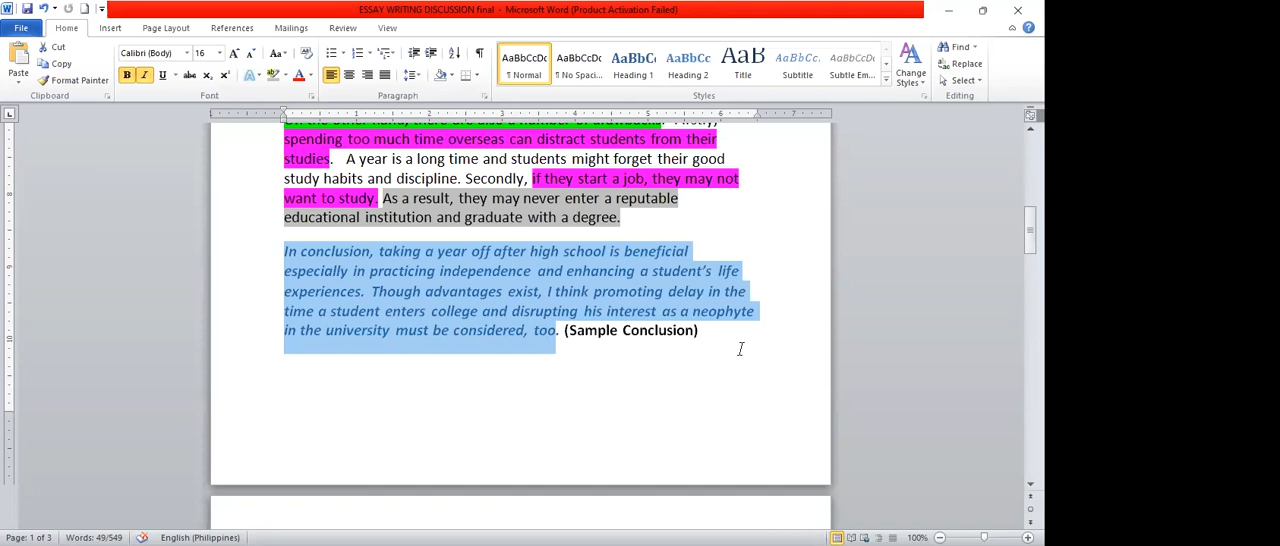 ESSAY WRITING DISCUSSION final - Microsoft Word (Product Activation Failed)
File Home Insert Page Layout References Mailings Review View
Paste
Cut
Copy
Format Painter
Clipboard
Calibri (Body) 16
Font
Paragraph
AaBbCcDc AaBbCcDc AaBbC AaBbCc AaB AaBbCc. AaBbCcDc
¶ Normal ¶ No Spaci... Heading 1 Heading 2 Title Subtitle Subtle Em...
Styles
Change Styles
Find
Replace
Select
Editing
spending too much time overseas can distract students from their
studies. A year is a long time and students might forget their good
study habits and discipline. Secondly, if they start a job, they may not
want to study. As a result, they may never enter a reputable
educational institution and graduate with a degree.
In conclusion, taking a year off after high school is beneficial
especially in practicing independence and enhancing a student's life
experiences. Though advantages exist, I think promoting delay in the
time a student enters college and disrupting his interest as a neophyte
in the university must be considered, too. (Sample Conclusion)
Page: 1 of 3 Words: 49/549 English (Philippines) 100%